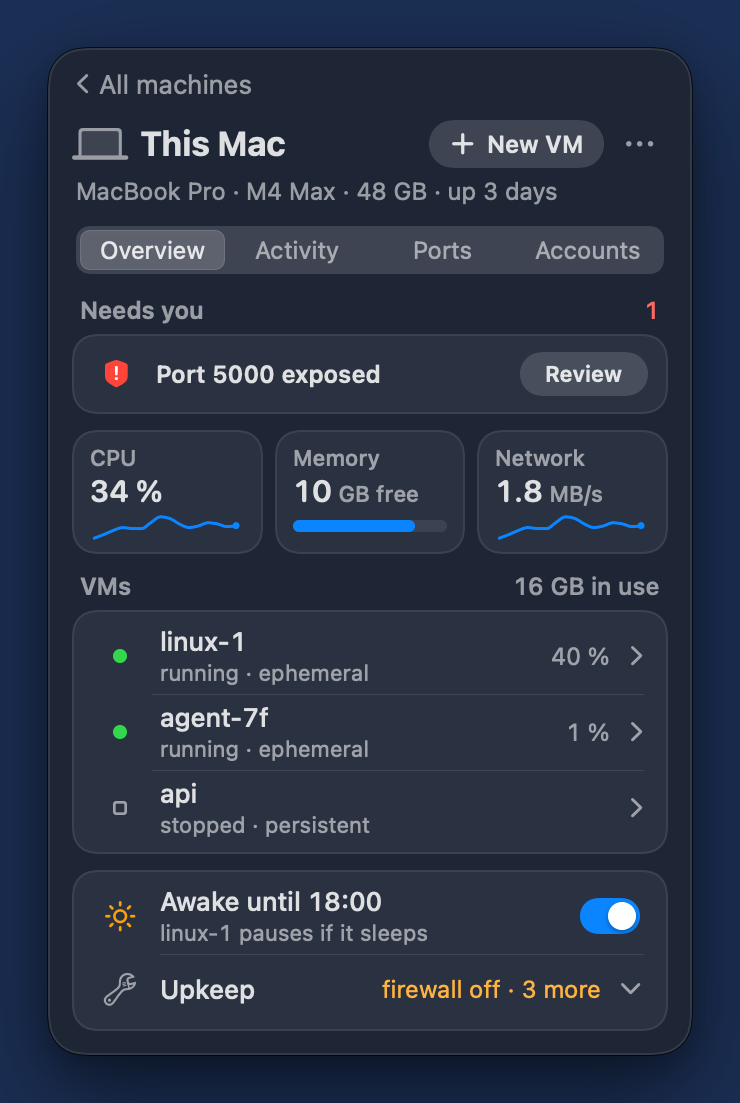 All machines
This Mac
New VM
MacBook Pro · M4 Max · 48 GB · up 3 days
Overview Activity Ports Accounts
Needs you 1
Port 5000 exposed Review
CPU Memory Network
34 % 10 GB free 1.8 MB/s
VMs 16 GB in use
linux-1
running · ephemeral
40 %
agent-7f
running · ephemeral
1 %
api
stopped · persistent
Awake until 18:00
linux-1 pauses if it sleeps
Upkeep firewall off · 3 more